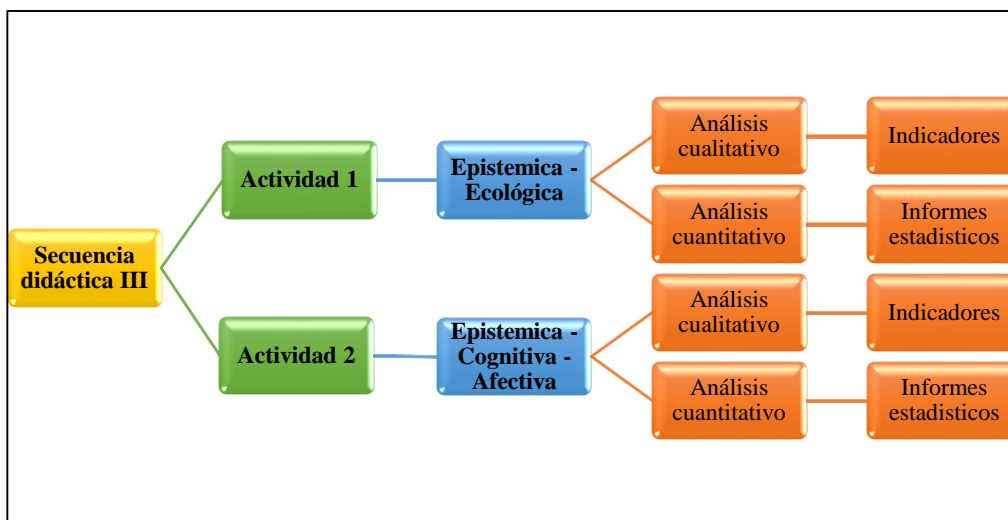 Secuencia
didáctica III
Actividad 1
Epistemica -
Ecológica
Análisis
cualitativo
Indicadores
Análisis
cuantitativo
Informes
estadisticos
Actividad 2
Epistemica -
Cognitiva -
Afectiva
Análisis
cualitativo
Indicadores
Análisis
cuantitativo
Informes
estadisticos